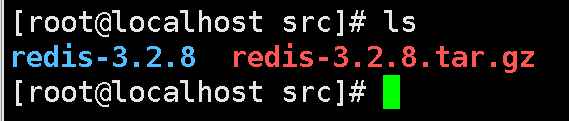 [root@localhost src]# ls
redis-3.2.8  redis-3.2.8.tar.gz
[root@localhost src]#